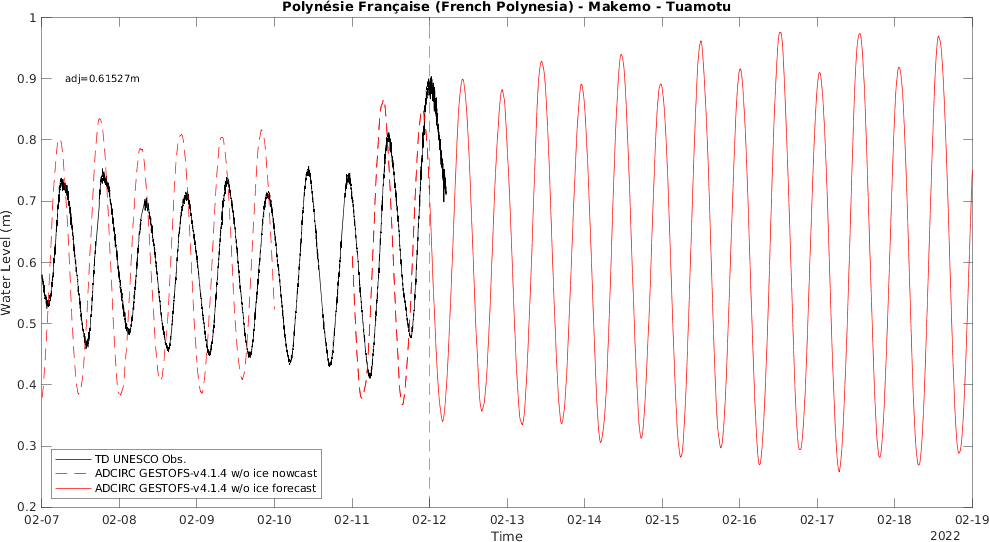 Polynésie Française (French Polynesia) - Makemo - Tuamotu
1
0.9
0.8
0.7
0.6
0.5
0.4
0.3
0.2
Water Level (m)
adj=0.61527m
TD UNESCO Obs.
ADCIRC GESTOFS-v4.1.4 w/o ice nowcast
ADCIRC GESTOFS-v4.1.4 w/o ice forecast
02-07 02-08 02-09 02-10 02-11 02-12 02-13 02-14 02-15 02-16 02-17 02-18 02-19
Time
2022